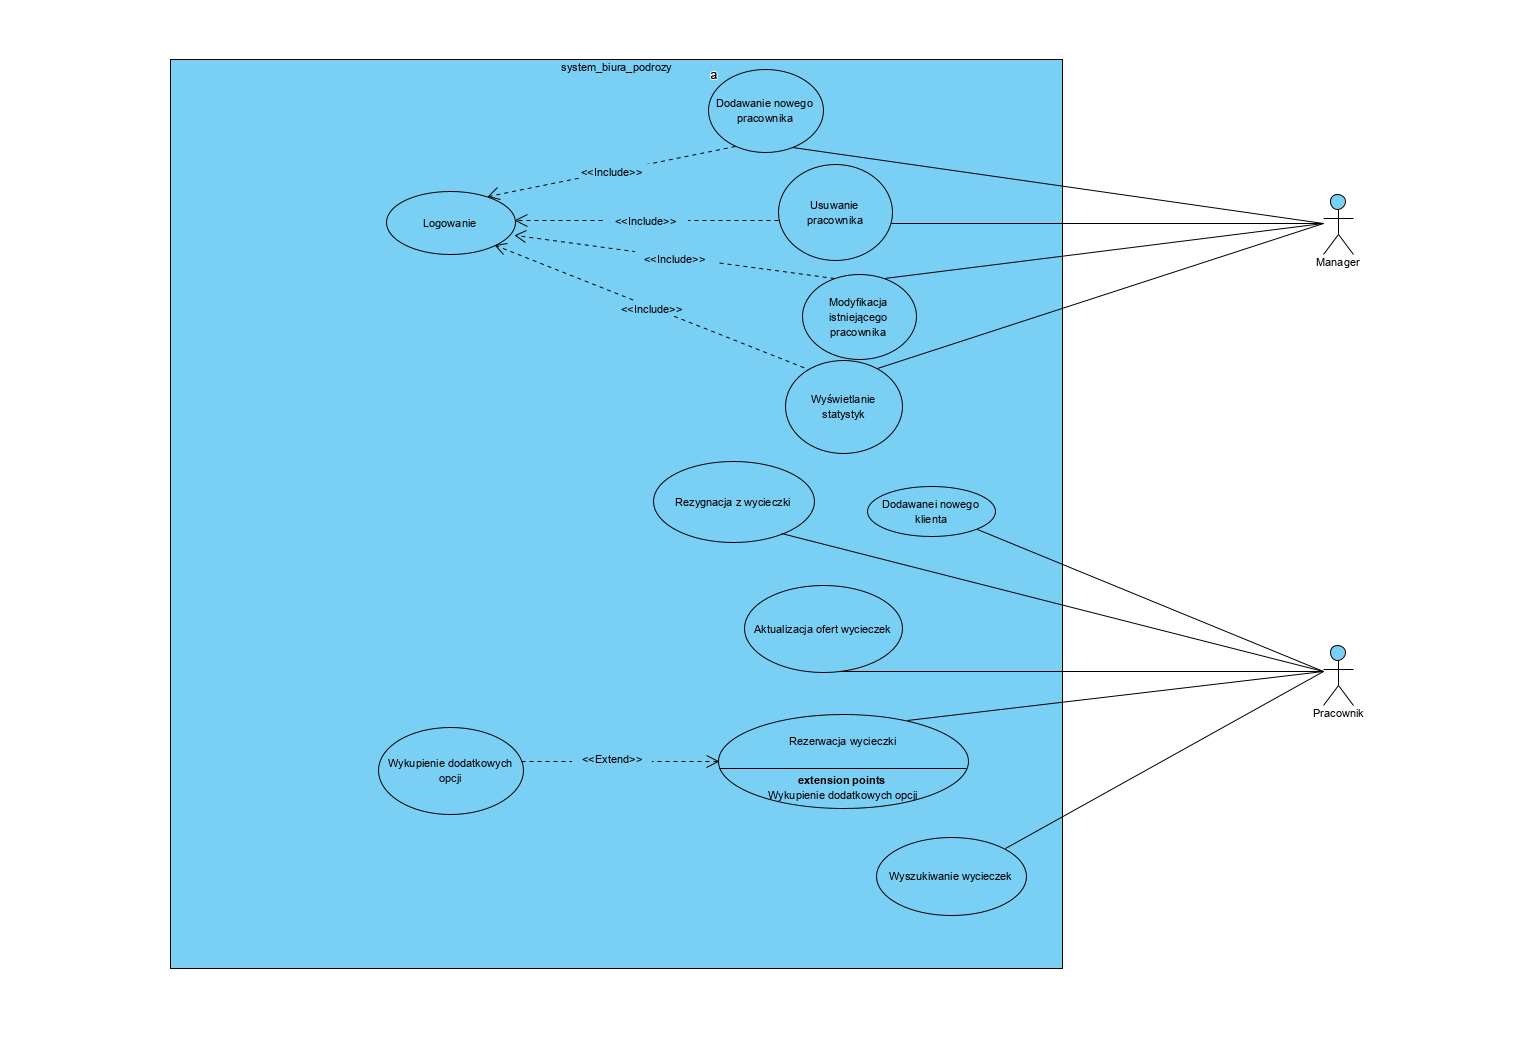 system_biura_podrozy
a
Dodawanie nowego
pracownika
<<Include>>
Usuwanie
pracownika
Logowanie
<<Include>>
<<Include>>
Manager
Modyfikacja
istniejącego
pracownika
<<Include>>
Wyświetlanie
statystyk
Rezygnacja z wycieczki
Dodawanei nowego
klienta
Aktualizacja ofert wycieczek
Pracownik
Rezerwacja wycieczki
Wykupienie dodatkowych
opcji
<<Extend>>
extension points
Wykupienie dodatkowych opcji
Wyszukiwanie wycieczek